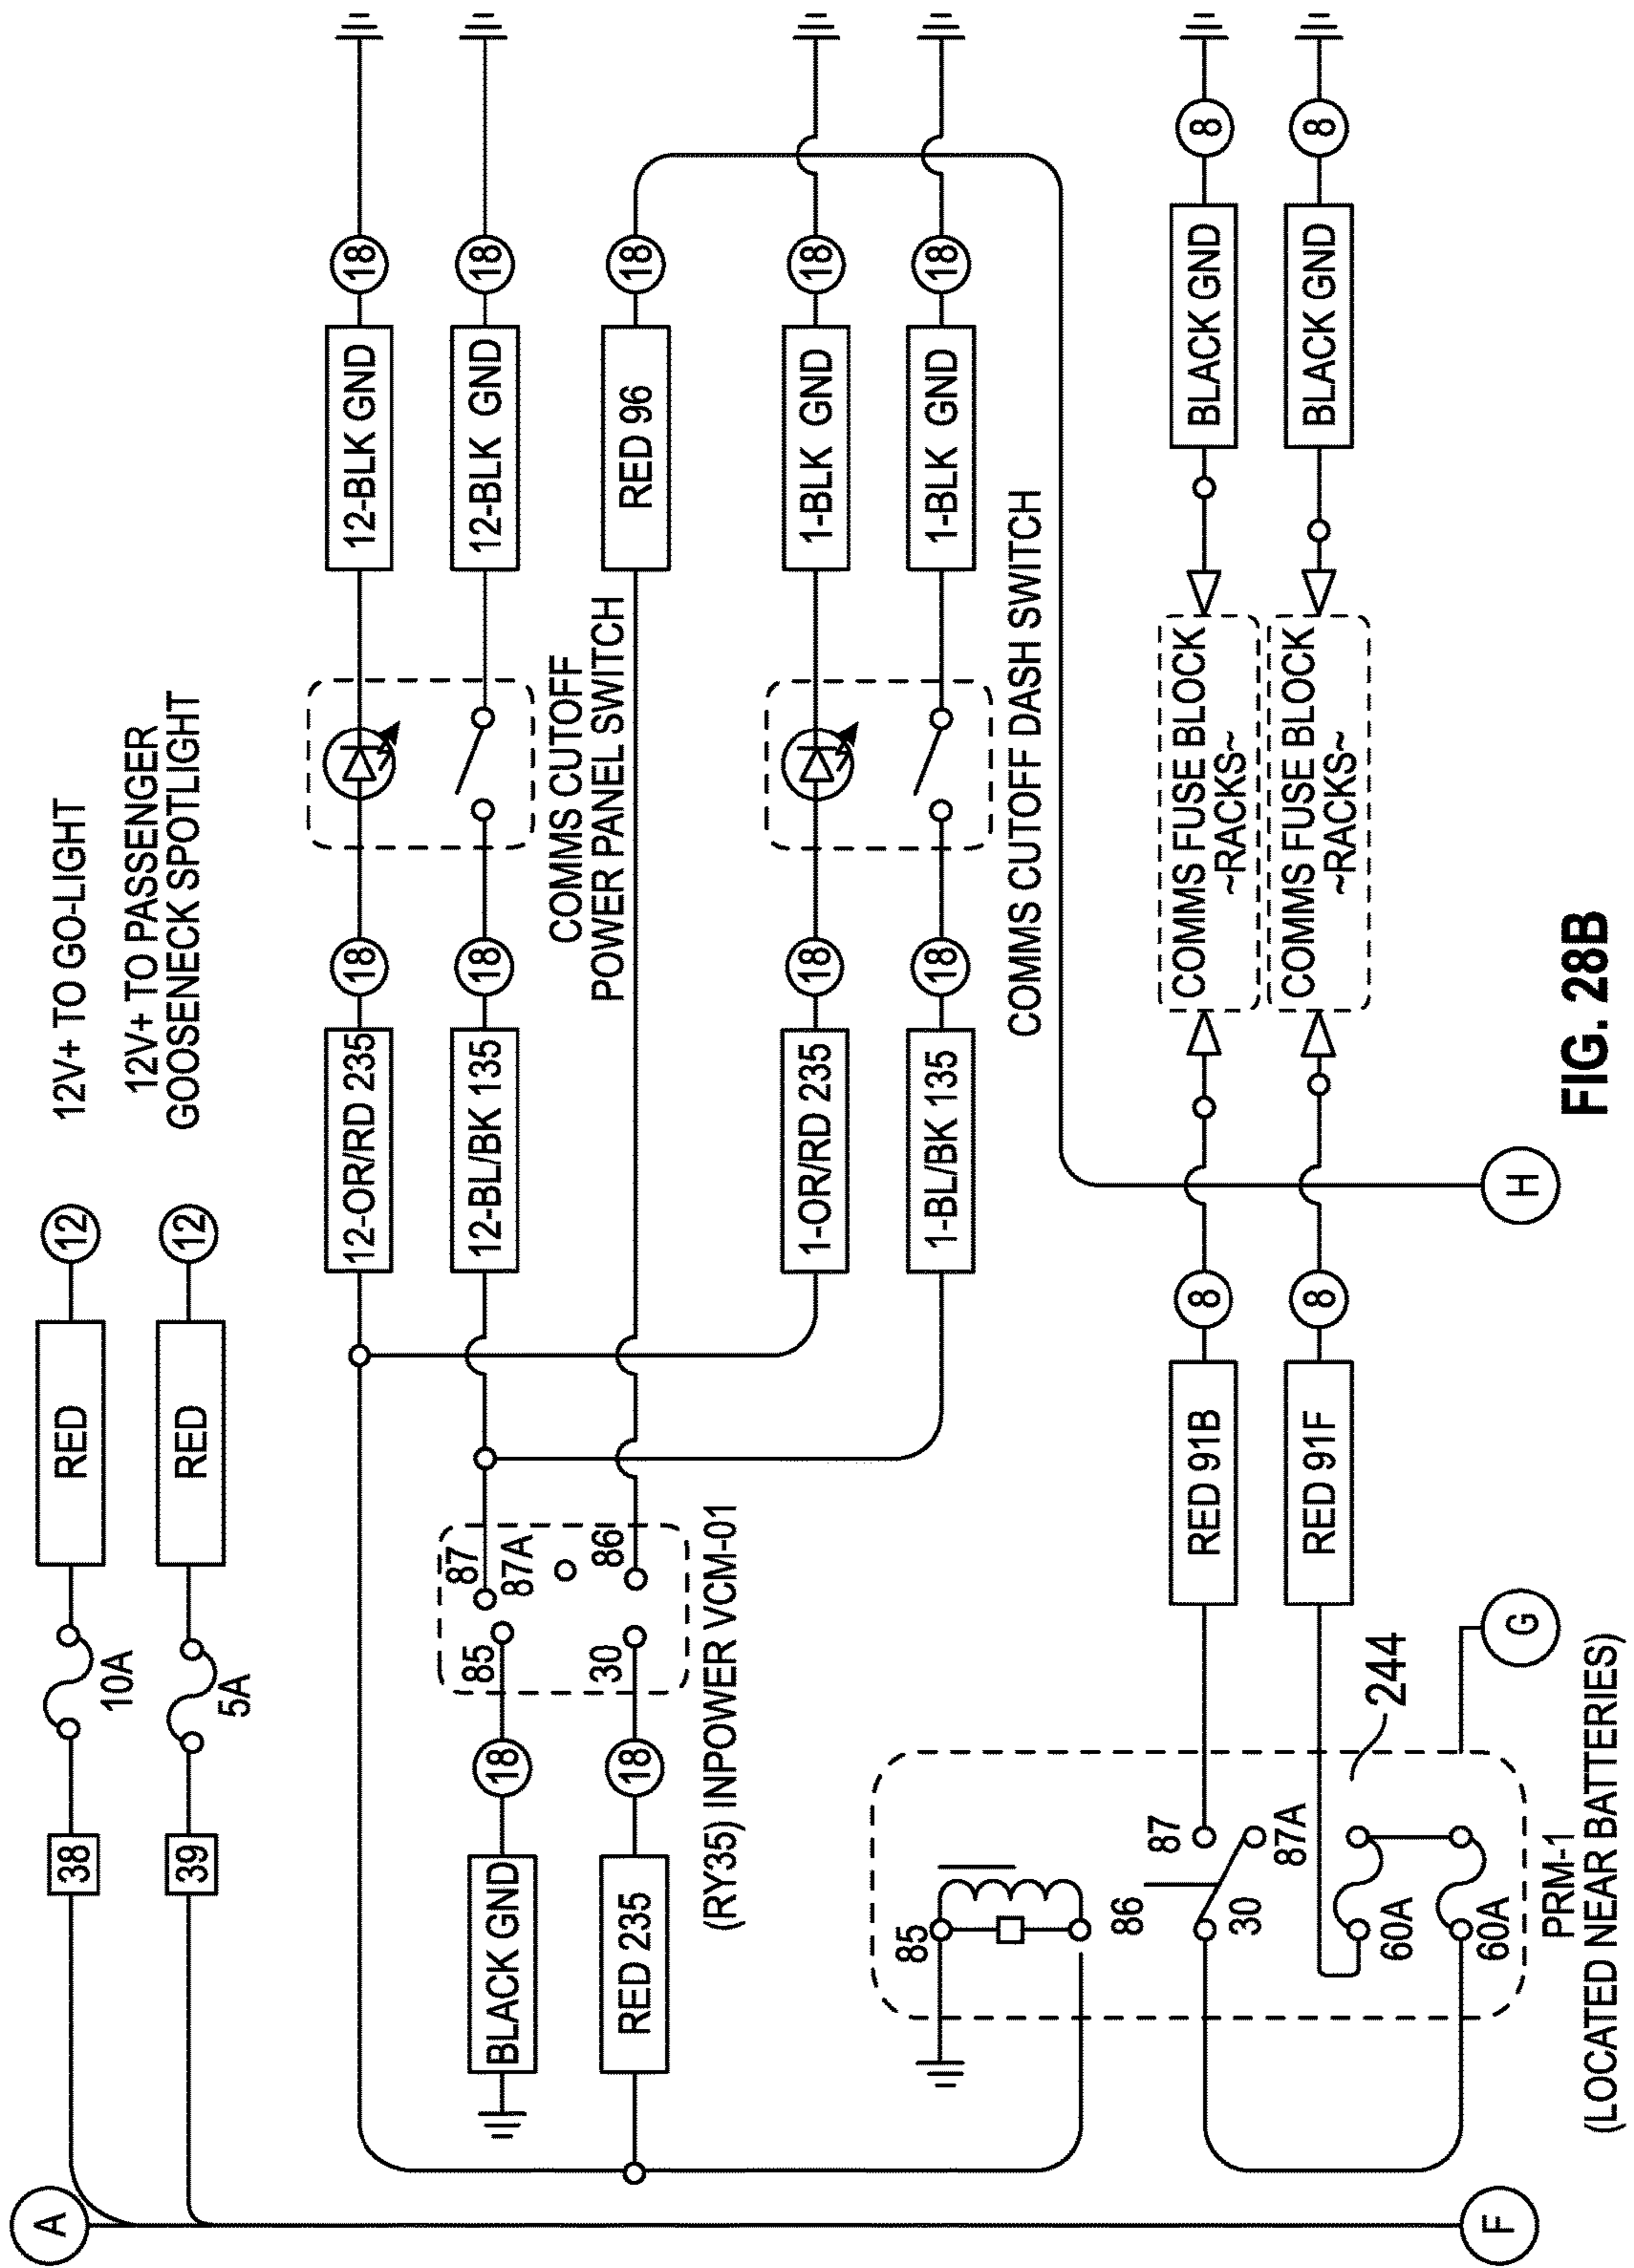 A
38
10A
RED
12
12V+ TO GO-LIGHT
39
5A
RED
12
12V+ TO PASSENGER
GOOSENECK SPOTLIGHT
12-OR/RD 235
18
12-BLK GND
18
BLACK GND
18
85
87
87A
12-BL/BK 135
18
12-BLK GND
18
COMMS CUTOFF
POWER PANEL SWITCH
RED 235
18
30
86
RED 96
18
(RY35) INPOWER VCM-01
1-OR/RD 235
18
1-BLK GND
18
85
1-BL/BK 135
18
1-BLK GND
18
COMMS CUTOFF DASH SWITCH
86
87
30
87A
RED 91B
8
COMMS FUSE BLOCK
~RACKS~
BLACK GND
8
60A
RED 91F
8
COMMS FUSE BLOCK
~RACKS~
BLACK GND
8
244
60A
F
G
H
PRM-1
(LOCATED NEAR BATTERIES)
FIG. 28B